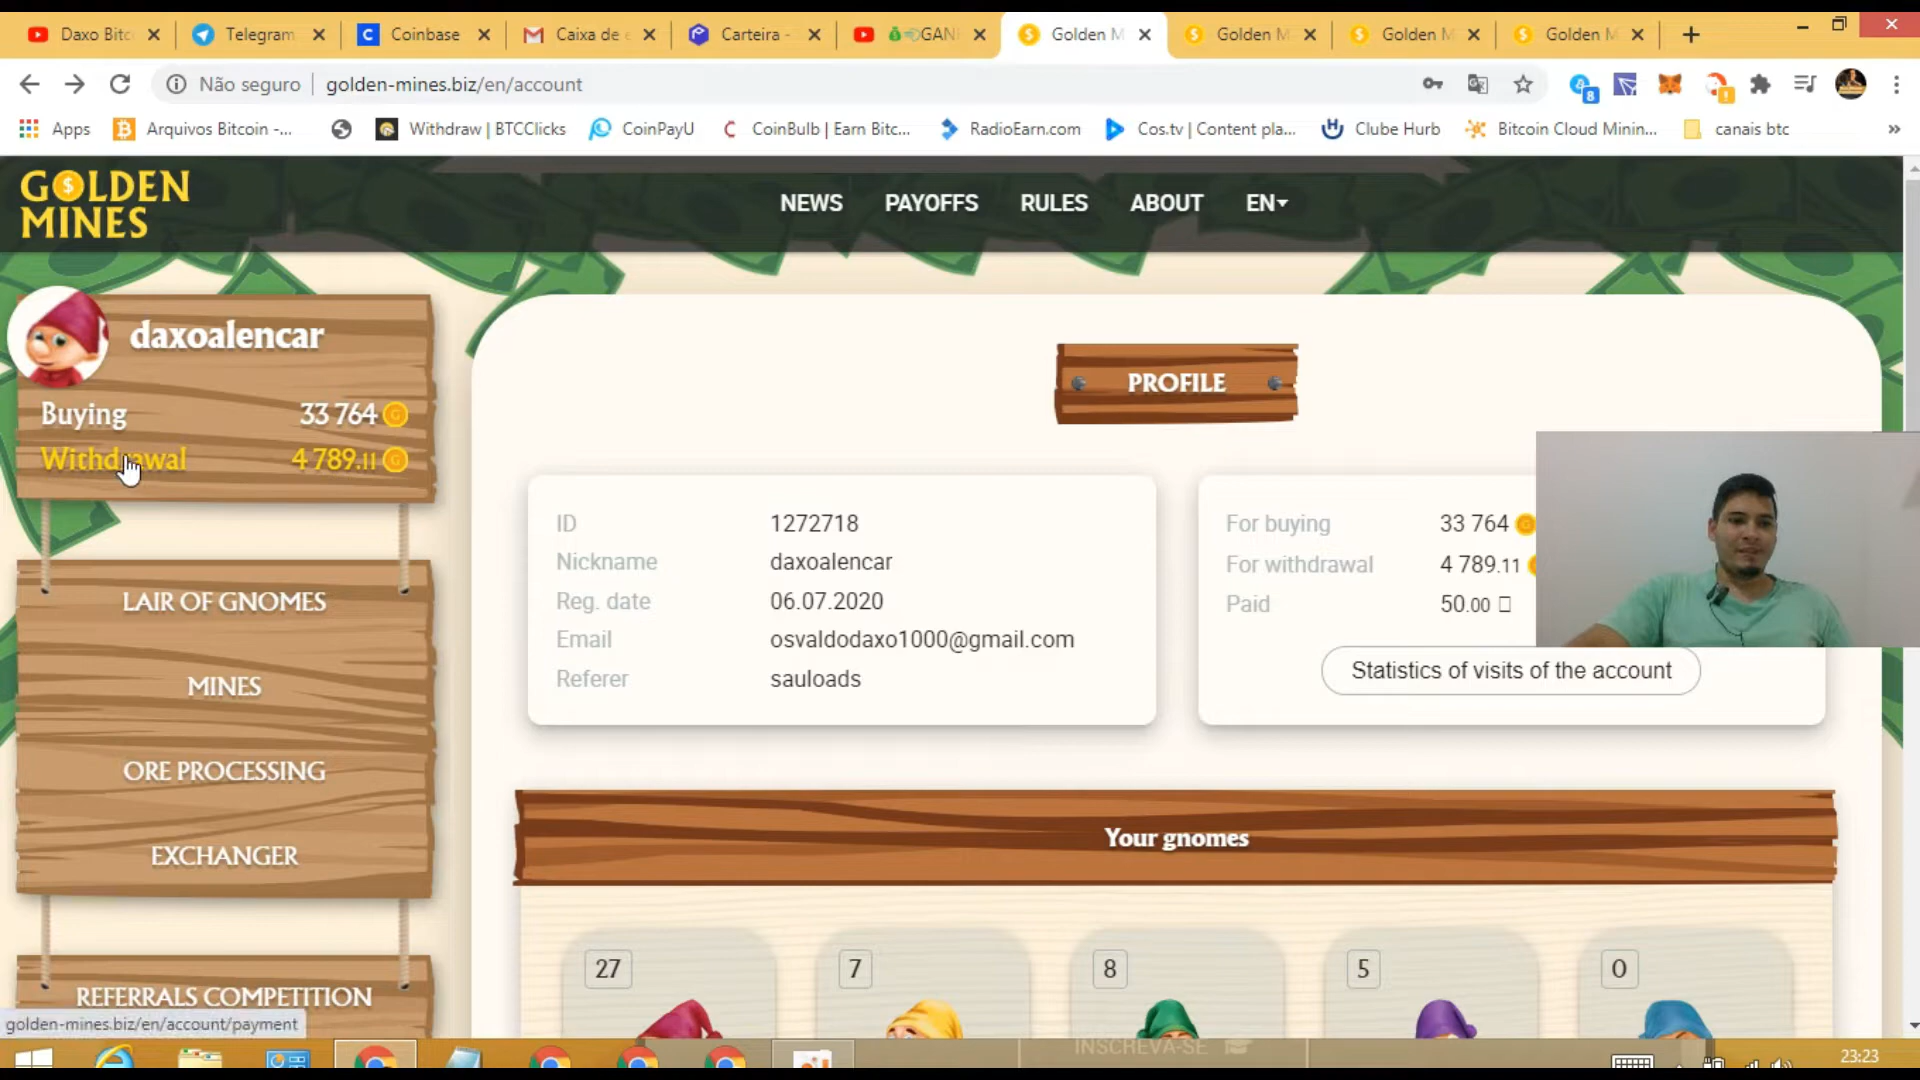 Daxo Bitc
Telegram
Coinbase
Caixa de e
Carteira -
GAN
Golden M
Golden M
Golden M
Golden M
Não seguro
golden-mines.biz/en/account
8
Apps
Arquivos Bitcoin -...
Withdraw | BTCClicks
CoinPayU
CoinBulb | Earn Bitc...
RadioEarn.com
Cos.tv | Content pla...
Clube Hurb
Bitcoin Cloud Minin...
canais btc
»
GOLDEN
MINES
NEWS
PAYOFFS
RULES
ABOUT
EN
daxoalencar
Buying 33 764
Withdrawal 4 789.11
LAIR OF GNOMES
MINES
ORE PROCESSING
EXCHANGER
REFERRALS COMPETITION
PROFILE
ID 1272718
Nickname daxoalencar
Reg. date 06.07.2020
Email osvaldodaxo1000@gmail.com
Referer sauloads
For buying 33 764
For withdrawal 4 789.11
Paid 50.00
Statistics of visits of the account
Your gnomes
27
7
8
5
0
golden-mines.biz/en/account/payment
INSCREVA-SE
23:23